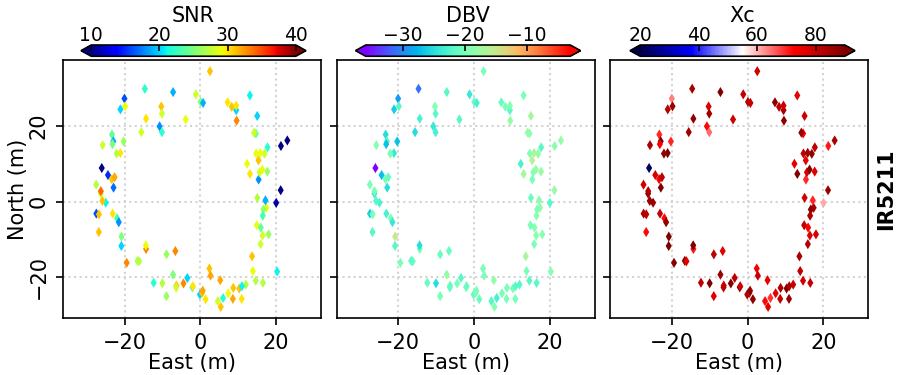 SNR DBV Xc
10 20 30 40 −30 −20 −10 20 40 60 80
North (m)
20
0
−20
IR5211
−20 0 20 −20 0 20 −20 0 20
East (m) East (m) East (m)